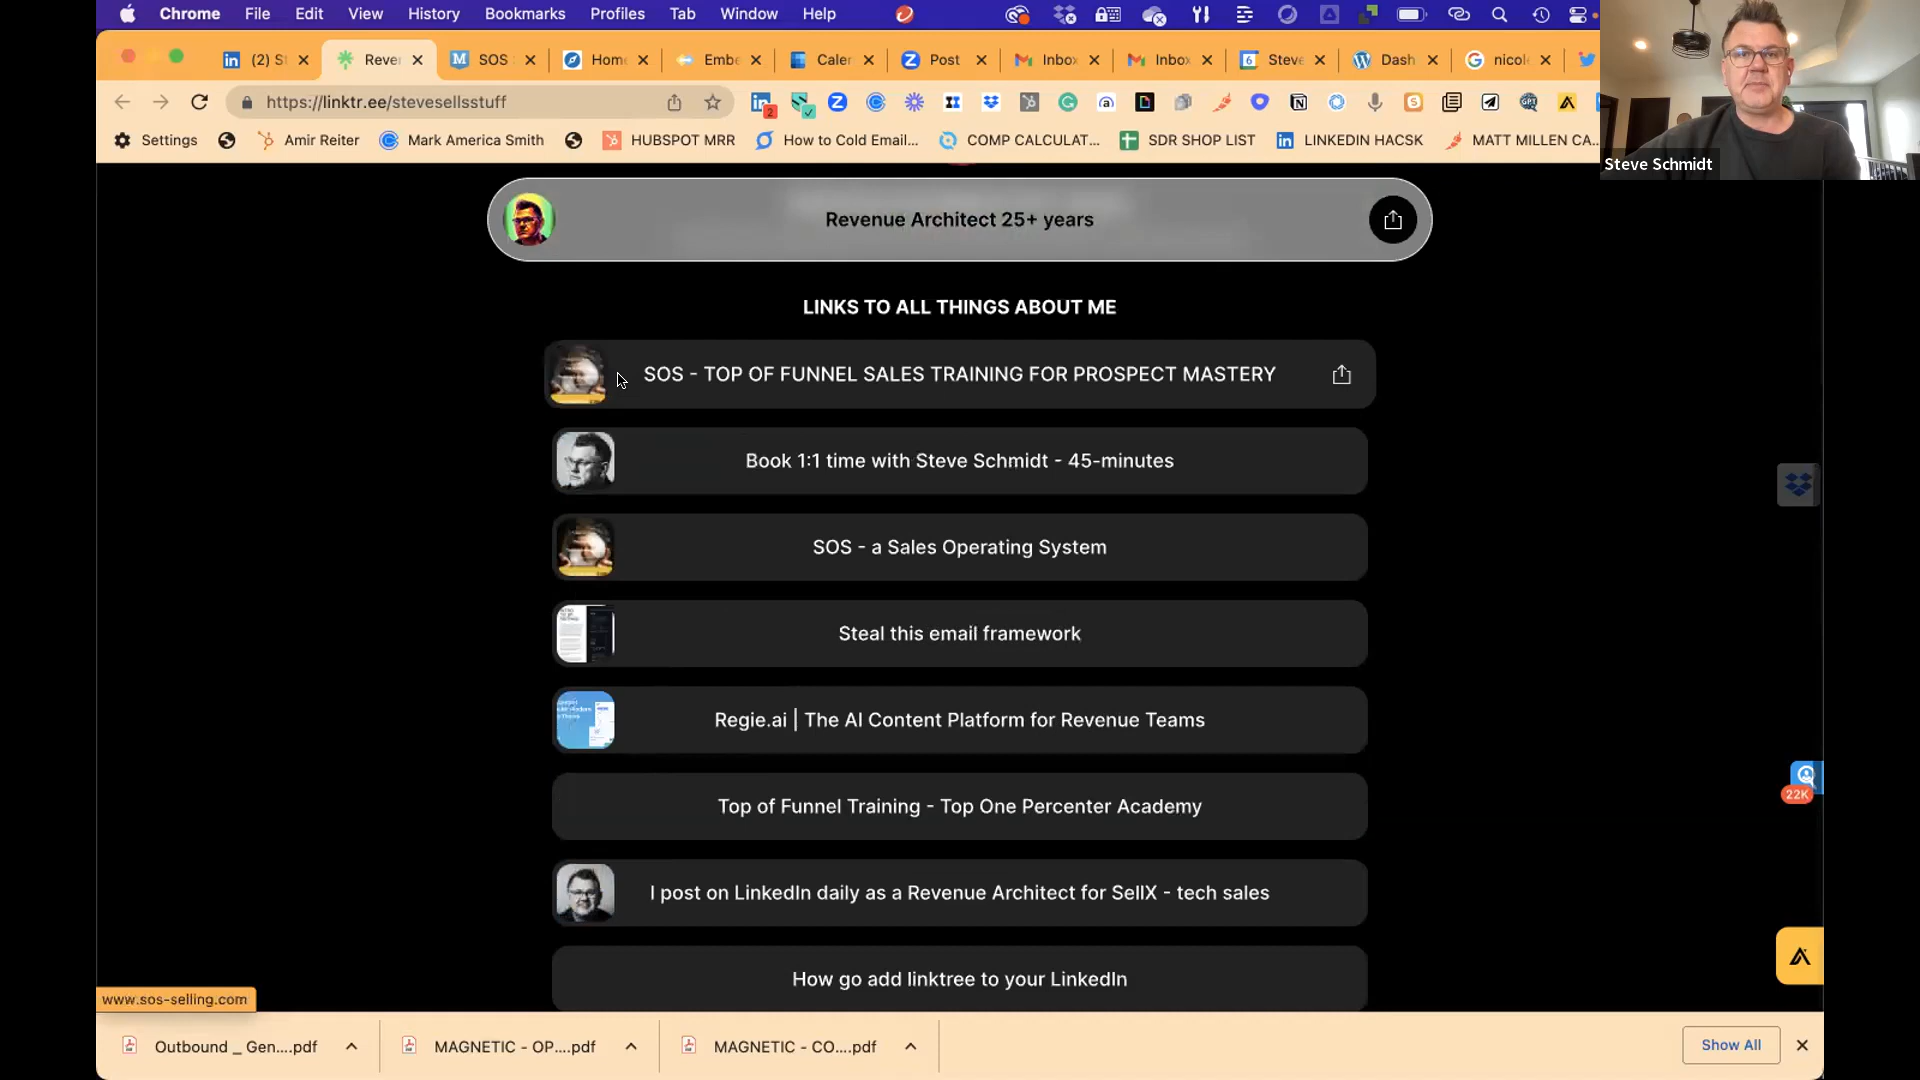 Chrome File Edit View History Bookmarks Profiles Tab Window Help
(2) S
Rever
SOS
Home
Embe
Caler
Post
Inbo
Inbo
Steve
Dash
nicol
https://linktr.ee/stevesellsstuff
Settings
Amir Reiter
Mark America Smith
HUBSPOT MRR
How to Cold Email...
COMP CALCULAT...
SDR SHOP LIST
LINKEDIN HACSK
MATT MILLEN CA...
Steve Schmidt
Revenue Architect 25+ years
LINKS TO ALL THINGS ABOUT ME
SOS - TOP OF FUNNEL SALES TRAINING FOR PROSPECT MASTERY
Book 1:1 time with Steve Schmidt - 45-minutes
SOS - a Sales Operating System
Steal this email framework
Regie.ai | The AI Content Platform for Revenue Teams
Top of Funnel Training - Top One Percenter Academy
22K
I post on LinkedIn daily as a Revenue Architect for SellX - tech sales
How go add linktree to your LinkedIn
www.sos-selling.com
Outbound _ Gen....pdf
MAGNETIC - OP....pdf
MAGNETIC - CO....pdf
Show All